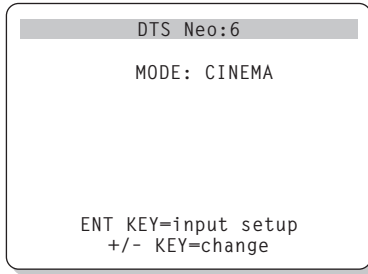 DTS Neo:6
MODE: CINEMA
ENT KEY=input setup
+/- KEY=change